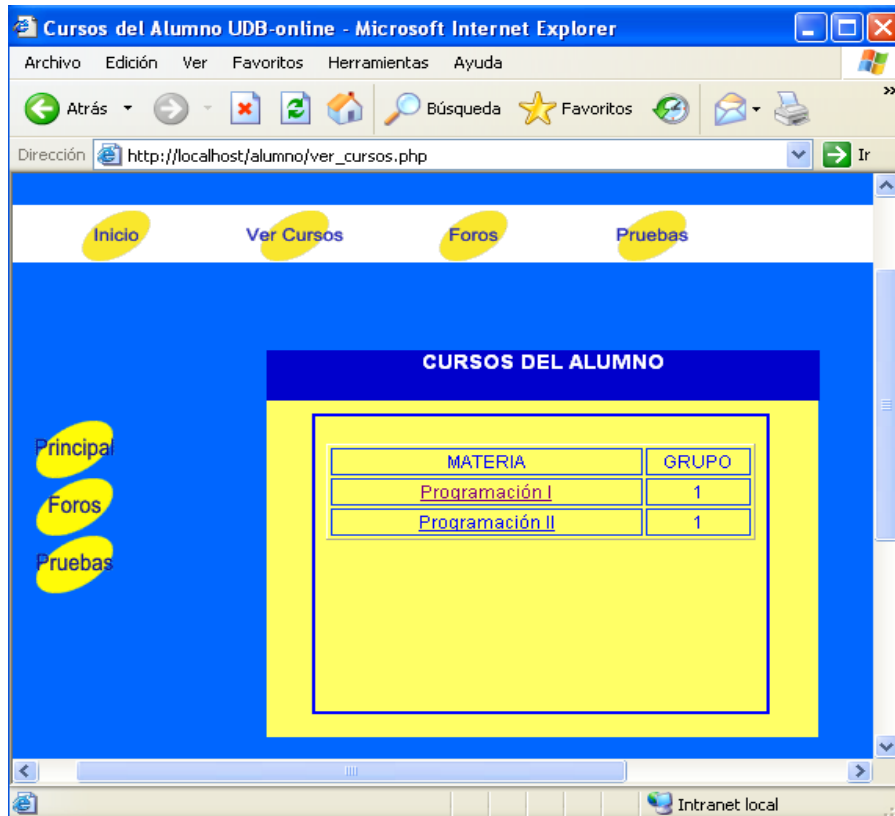 Cursos del Alumno UDB-online - Microsoft Internet Explorer
Archivo Edición Ver Favoritos Herramientas Ayuda
Atrás Búsqueda Favoritos »
Dirección http://localhost/alumno/ver_cursos.php Ir
Inicio Ver Cursos Foros Pruebas
CURSOS DEL ALUMNO
Principal
Foros
Pruebas
MATERIA GRUPO
Programación I 1
Programación II 1
Intranet local